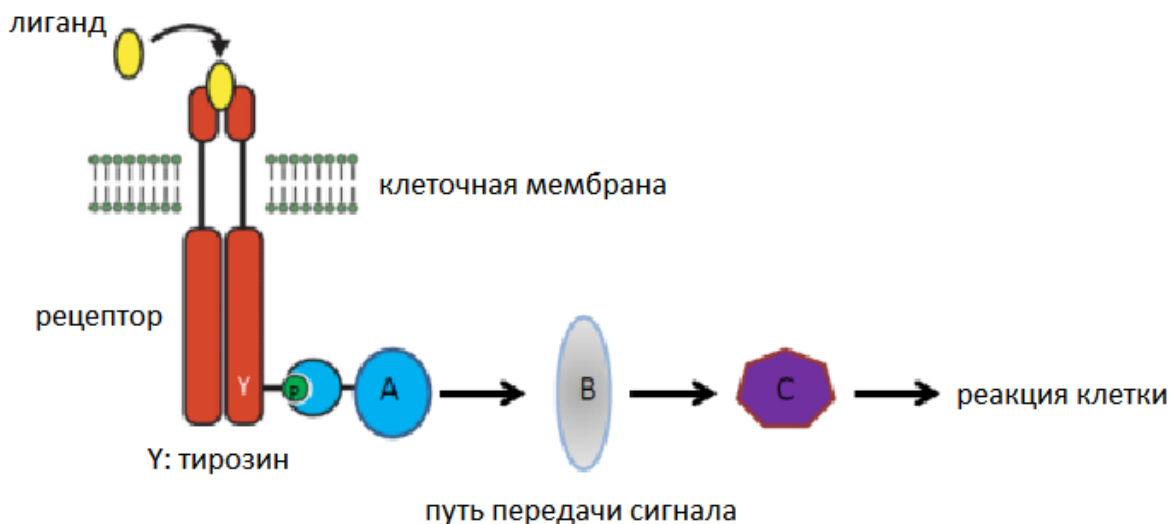 лиганд
клеточная мембрана
рецептор
Y
p
A
B
C
реакция клетки
Y: тирозин
путь передачи сигнала